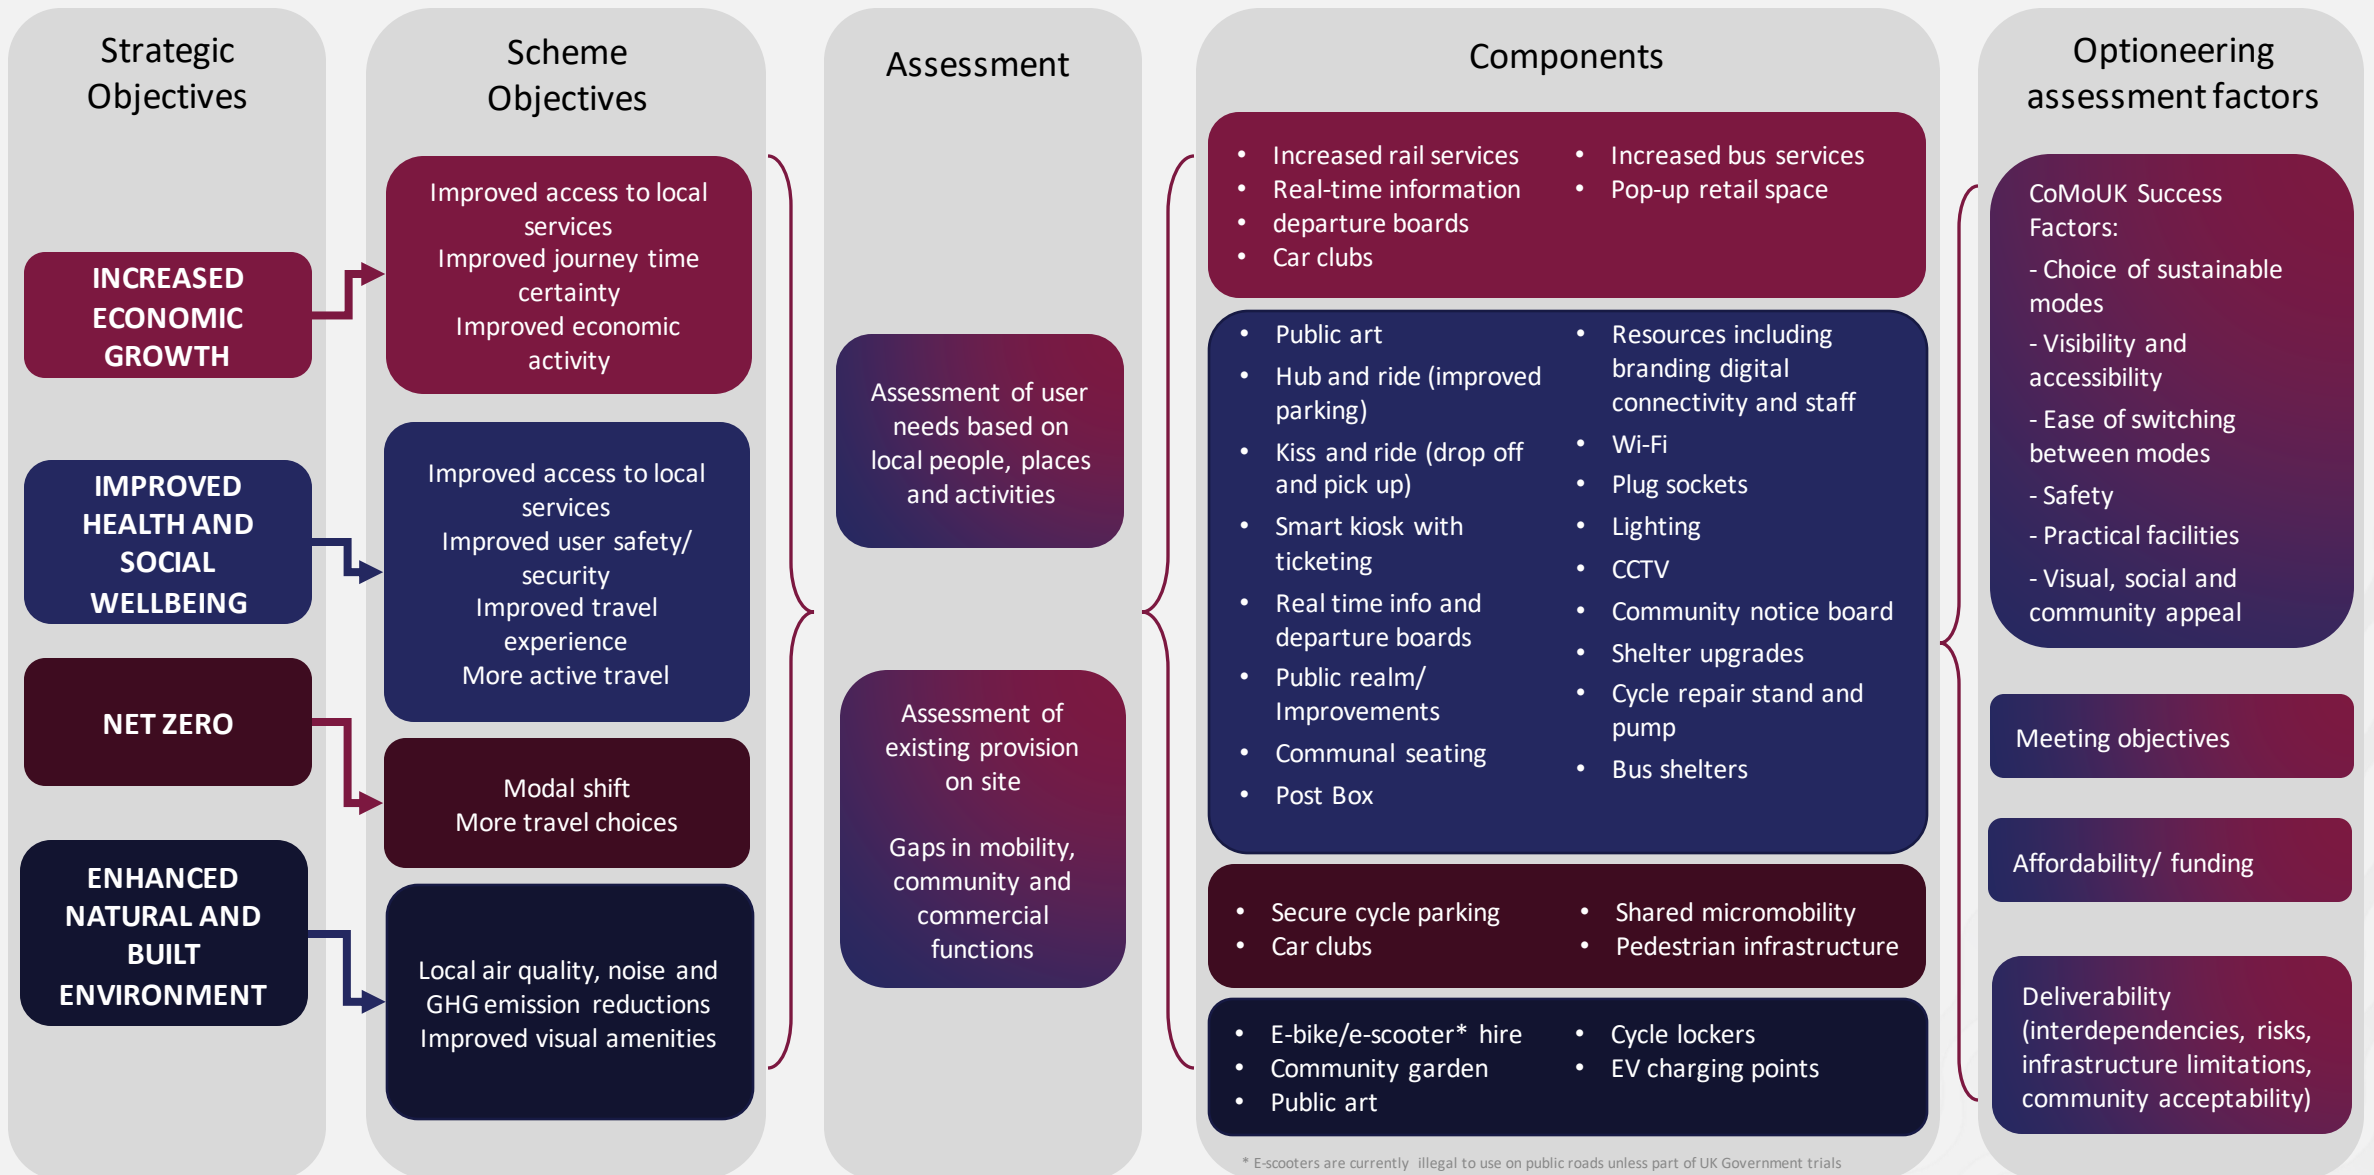 Strategic
Objectives
INCREASED
ECONOMIC
GROWTH
IMPROVED
HEALTH AND
SOCIAL
WELLBEING
NET ZERO
ENHANCED
NATURAL AND
BUILT
ENVIRONMENT
Scheme
Objectives
Improved access to local
services
Improved journey time
certainty
Improved economic
activity
Improved access to local
services
Improved user safety/
security
Improved travel
experience
More active travel
Modal shift
More travel choices
Local air quality, noise and
GHG emission reductions
Improved visual amenities
Assessment
Assessment of user
needs based on
local people, places
and activities
Assessment of
existing provision
on site
Gaps in mobility,
community and
commercial
functions
Components
• Increased rail services
• Real-time information
• departure boards
• Car clubs
• Increased bus services
• Pop-up retail space
• Public art
• Hub and ride (improved
parking)
• Kiss and ride (drop off
and pick up)
• Smart kiosk with
ticketing
• Real time info and
departure boards
• Public realm/
Improvements
• Communal seating
• Post Box
• Resources including
branding digital
connectivity and staff
• Wi-Fi
• Plug sockets
• Lighting
• CCTV
• Community notice board
• Shelter upgrades
• Cycle repair stand and
pump
• Bus shelters
• Secure cycle parking
• Car clubs
• Shared micromobility
• Pedestrian infrastructure
• E-bike/e-scooter* hire
• Community garden
• Public art
• Cycle lockers
• EV charging points
* E-scooters are currently illegal to use on public roads unless part of UK Government trials
Optioneering
assessment factors
CoMoUK Success
Factors:
- Choice of sustainable
modes
- Visibility and
accessibility
- Ease of switching
between modes
- Safety
- Practical facilities
- Visual, social and
community appeal
Meeting objectives
Affordability/ funding
Deliverability
(interdependencies, risks,
infrastructure limitations,
community acceptability)